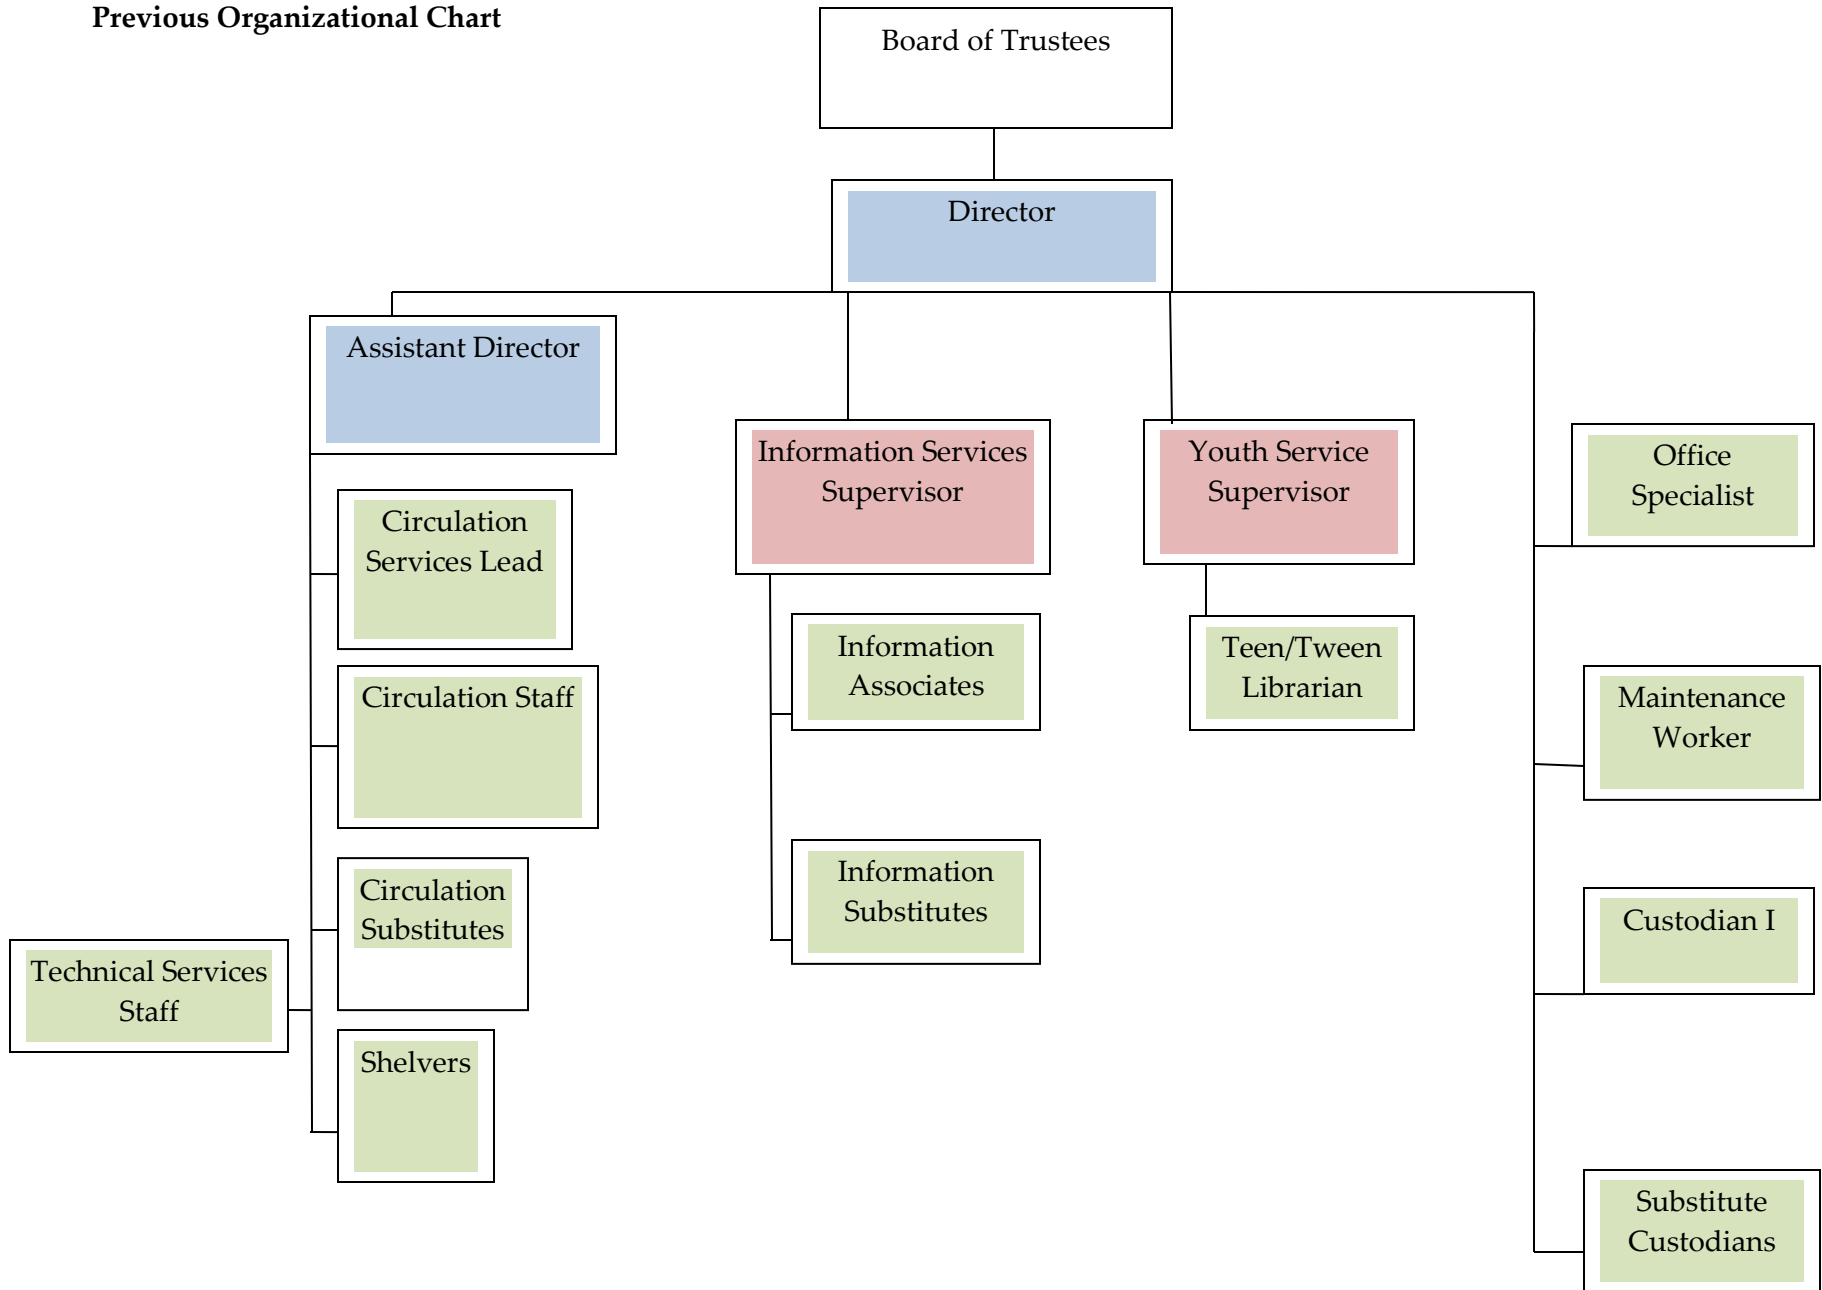 Previous Organizational Chart
Board of Trustees
Director
Assistant Director
Circulation
Services Lead
Circulation Staff
Circulation
Substitutes
Technical Services
Staff
Shelvers
Information Services
Supervisor
Information
Associates
Information
Substitutes
Youth Service
Supervisor
Teen/Tween
Librarian
Office
Specialist
Maintenance
Worker
Custodian I
Substitute
Custodians